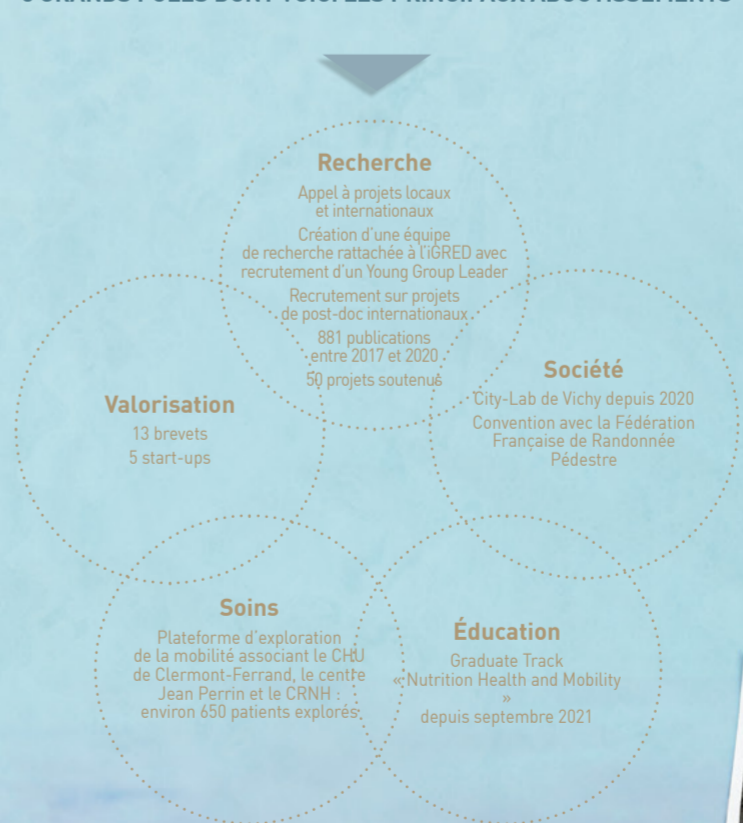 Recherche
Appel à projets locaux
et internationaux
Création d'une équipe
de recherche rattachée à l'iGRED avec
recrutement d'un Young Group Leader
Recrutement sur projets
de post-doc internationaux
881 publications
entre 2017 et 2020
50 projets soutenus
Société
City-Lab de Vichy depuis 2020
Convention avec la Fédération
Française de Randonnée
Pédestre
Valorisation
13 brevets
5 start-ups
Soins
Plateforme d'exploration
de la mobilité associant le CHU
de Clermont-Ferrand, le centre
Jean Perrin et le CRNH :
environ 650 patients explorés
Éducation
Graduate Track
« Nutrition Health and Mobility
»
depuis septembre 2021